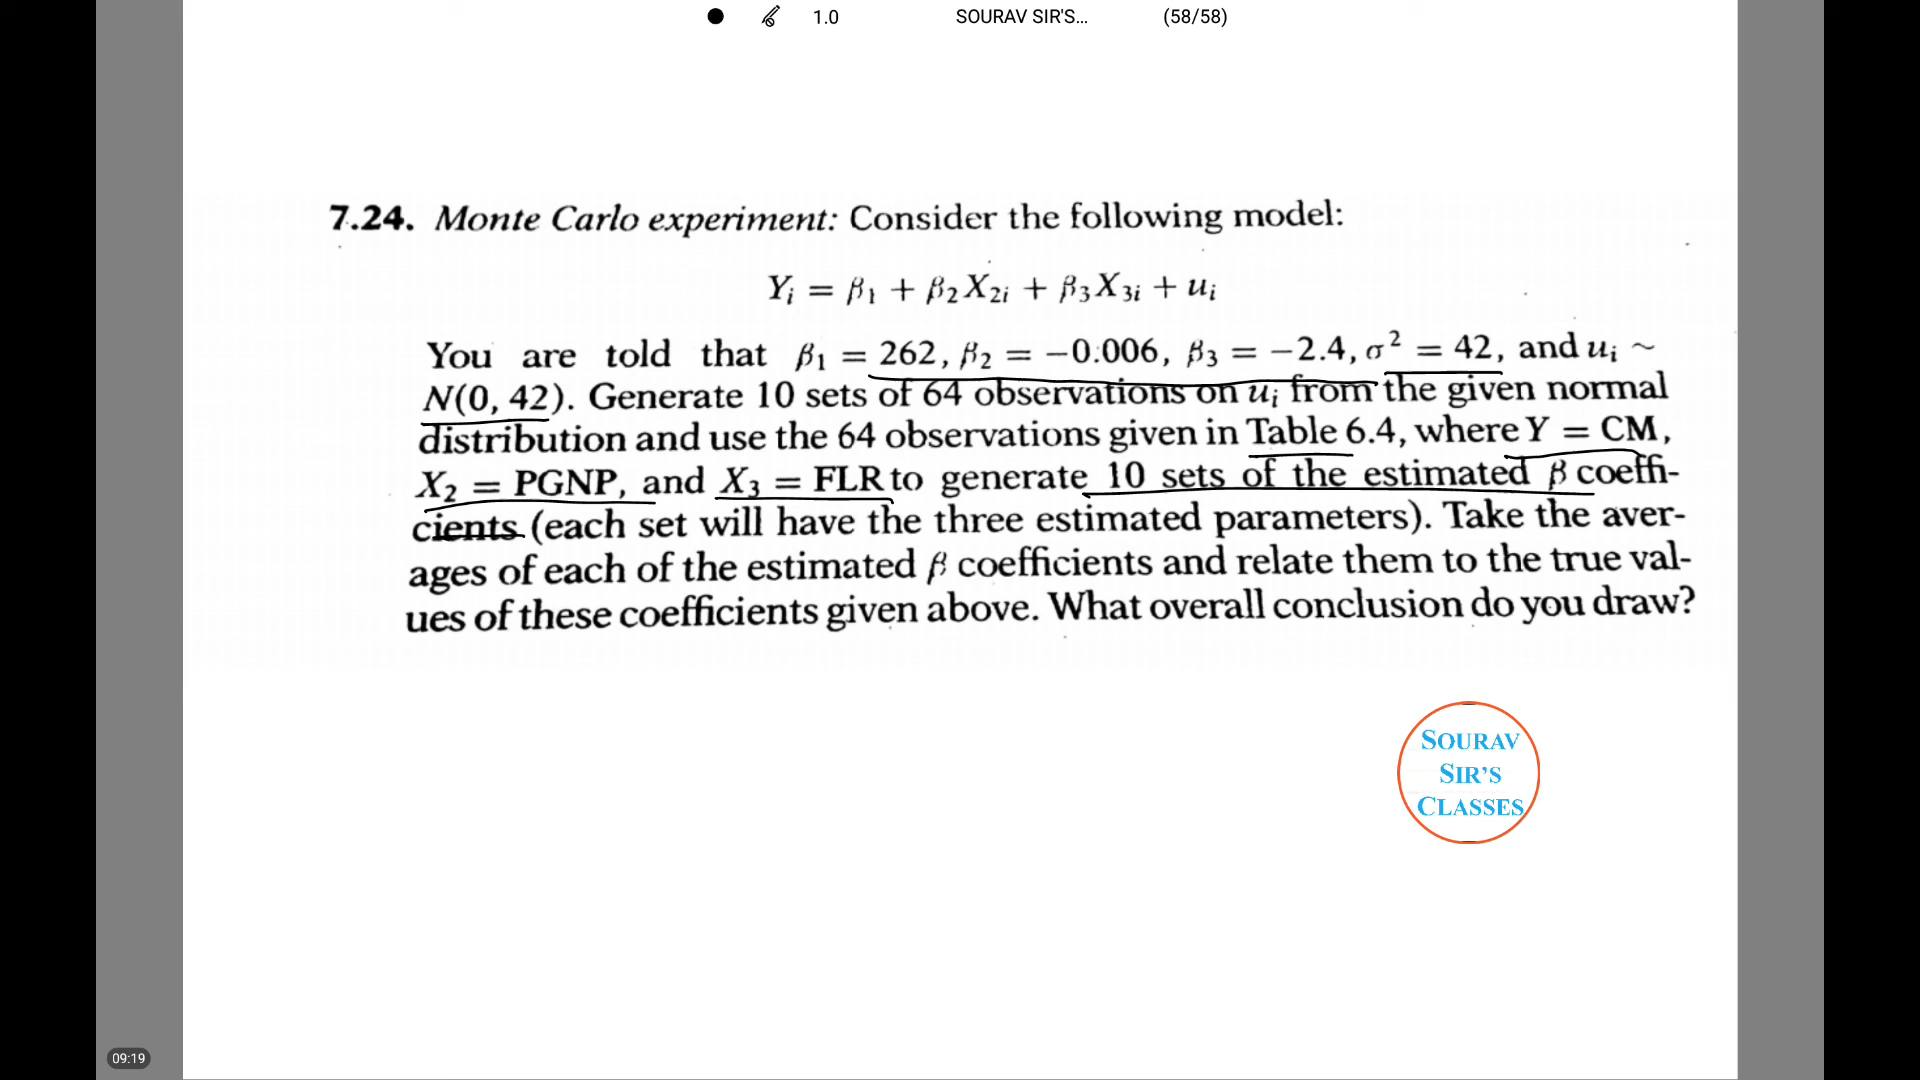 1.0 SOURAV SIR'S... (58/58)
7.24. Monte Carlo experiment: Consider the following model:
Yi = β1 + β2X2i + β3X3i + ui
You are told that β1 = 262, β2 = −0.006, β3 = −2.4, σ² = 42, and ui ∼
N(0, 42). Generate 10 sets of 64 observations on ui from the given normal
distribution and use the 64 observations given in Table 6.4, where Y = CM,
X2 = PGNP, and X3 = FLR to generate 10 sets of the estimated β coeffi-
cients (each set will have the three estimated parameters). Take the aver-
ages of each of the estimated β coefficients and relate them to the true val-
ues of these coefficients given above. What overall conclusion do you draw?
SOURAV
SIR'S
CLASSES
09:19